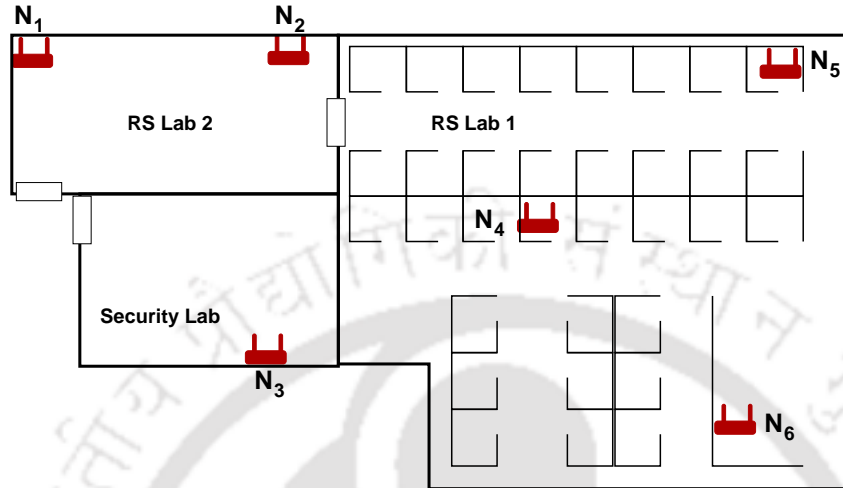 N1
N2
N5
RS Lab 2
RS Lab 1
N4
Security Lab
N3
N6
प्रौद्योगिकी संस्थान